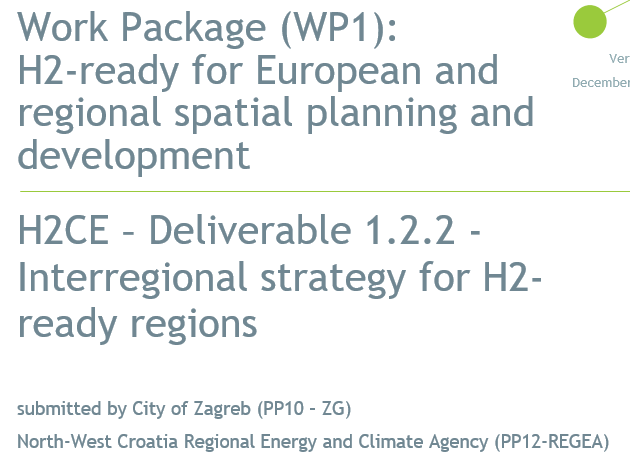 Work Package (WP1):
H2-ready for European and
regional spatial planning and
development
Ver
December
H2CE – Deliverable 1.2.2 -
Interregional strategy for H2-
ready regions
submitted by City of Zagreb (PP10 – ZG)
North-West Croatia Regional Energy and Climate Agency (PP12-REGEA)